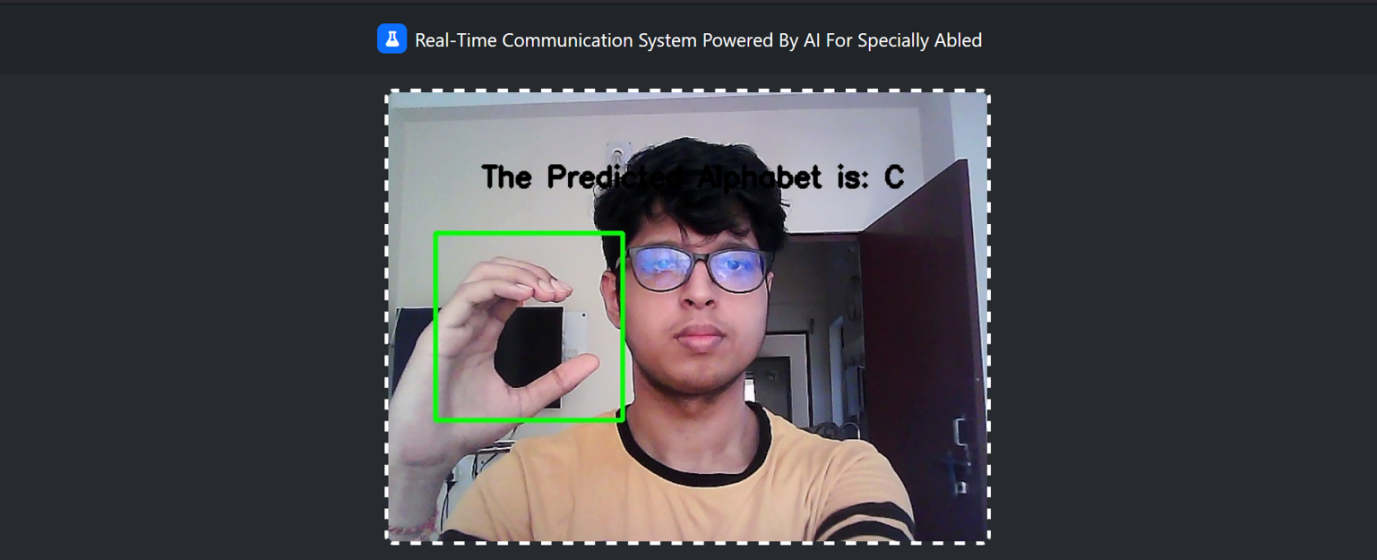 Real-Time Communication System Powered By AI For Specially Abled
The Predicted Alphabet is: C